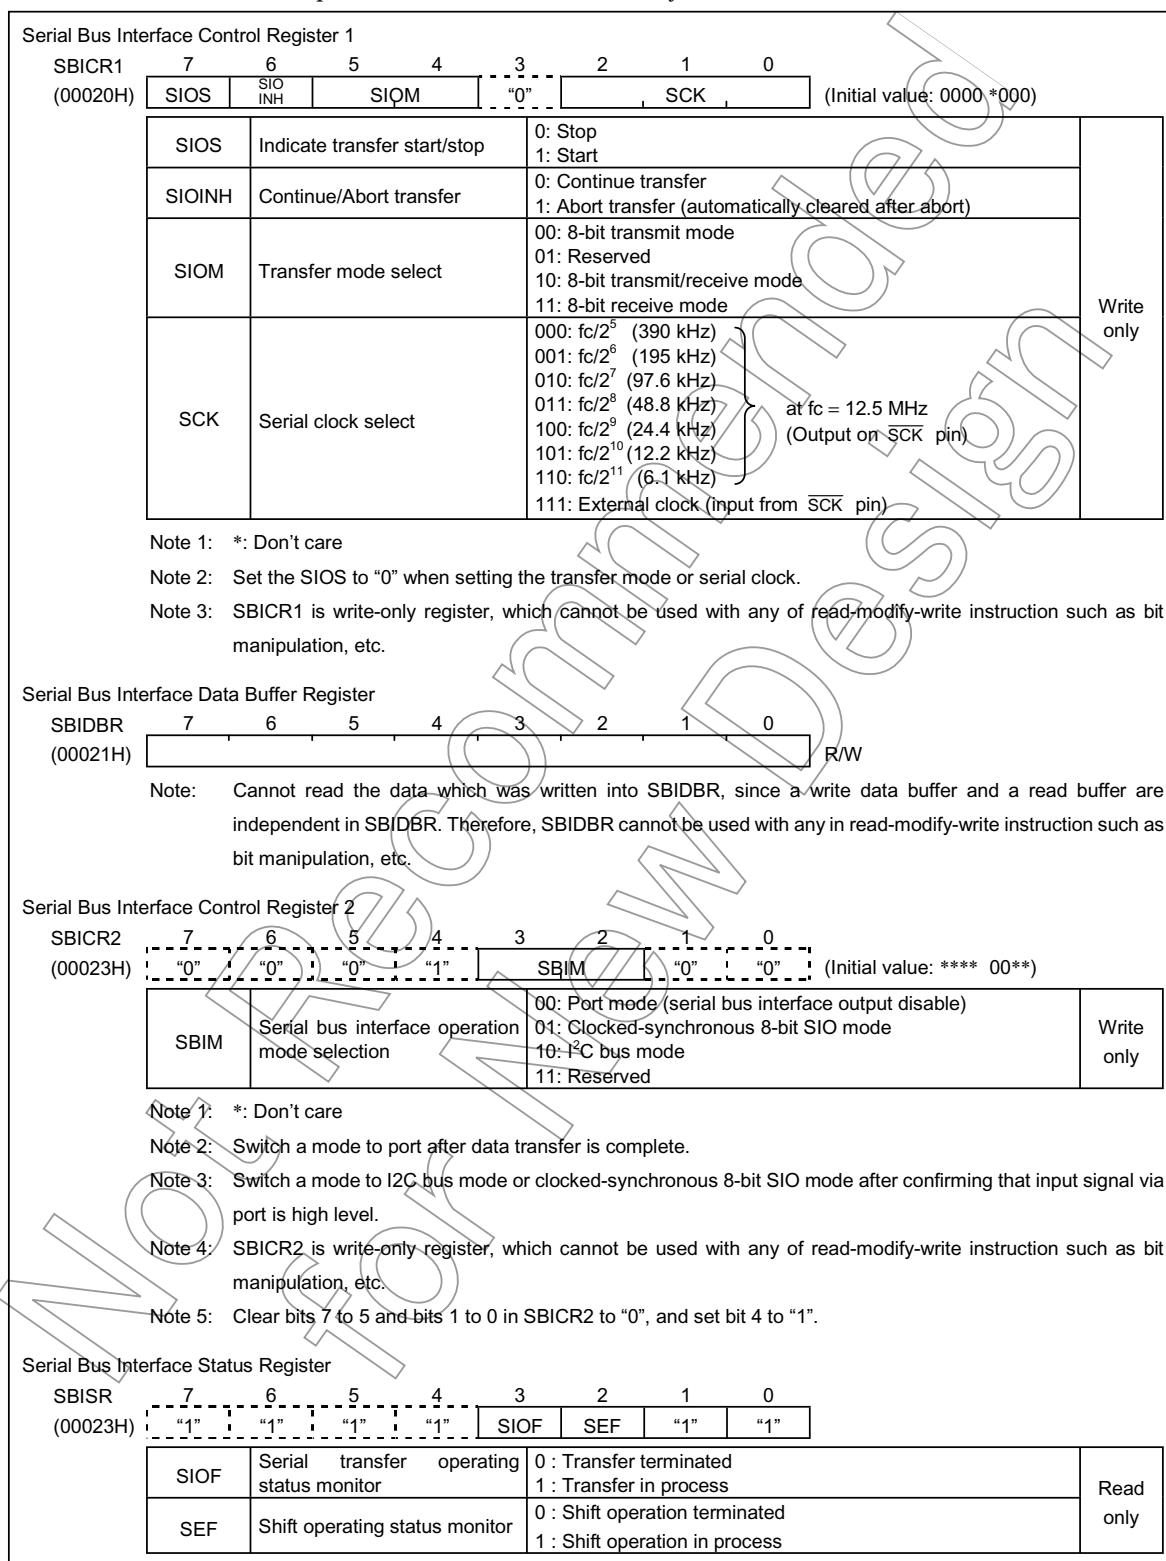 Serial Bus Interface Control Register 1
SBICR1 7 6 5 4 3 2 1 0
(00020H) SIOS SIO INH SIOM “0” SCK (Initial value: 0000 *000)
SIOS Indicate transfer start/stop 0: Stop
1: Start
SIOINH Continue/Abort transfer 0: Continue transfer
1: Abort transfer (automatically cleared after abort)
SIOM Transfer mode select 00: 8-bit transmit mode
01: Reserved
10: 8-bit transmit/receive mode
11: 8-bit receive mode
Write only
SCK Serial clock select 000: fc/2⁵ (390 kHz)
001: fc/2⁶ (195 kHz)
010: fc/2⁷ (97.6 kHz)
011: fc/2⁸ (48.8 kHz)
100: fc/2⁹ (24.4 kHz)
101: fc/2¹⁰ (12.2 kHz)
110: fc/2¹¹ (6.1 kHz)
at fc = 12.5 MHz
(Output on S̅C̅K̅ pin)
111: External clock (input from S̅C̅K̅ pin)
Note 1: *: Don’t care
Note 2: Set the SIOS to “0” when setting the transfer mode or serial clock.
Note 3: SBICR1 is write-only register, which cannot be used with any of read-modify-write instruction such as bit
manipulation, etc.
Serial Bus Interface Data Buffer Register
SBIDBR 7 6 5 4 3 2 1 0
(00021H) R/W
Note: Cannot read the data which was written into SBIDBR, since a write data buffer and a read buffer are
independent in SBIDBR. Therefore, SBIDBR cannot be used with any in read-modify-write instruction such as
bit manipulation, etc.
Serial Bus Interface Control Register 2
SBICR2 7 6 5 4 3 2 1 0
(00023H) “0” “0” “0” “1” SBIM “0” “0” (Initial value: **** 00**)
SBIM Serial bus interface operation mode selection 00: Port mode (serial bus interface output disable)
01: Clocked-synchronous 8-bit SIO mode
10: I²C bus mode
11: Reserved
Write only
Note 1: *: Don’t care
Note 2: Switch a mode to port after data transfer is complete.
Note 3: Switch a mode to I2C bus mode or clocked-synchronous 8-bit SIO mode after confirming that input signal via
port is high level.
Note 4: SBICR2 is write-only register, which cannot be used with any of read-modify-write instruction such as bit
manipulation, etc.
Note 5: Clear bits 7 to 5 and bits 1 to 0 in SBICR2 to “0”, and set bit 4 to “1”.
Serial Bus Interface Status Register
SBISR 7 6 5 4 3 2 1 0
(00023H) “1” “1” “1” “1” SIOF SEF “1” “1”
SIOF Serial transfer operating status monitor 0 : Transfer terminated
1 : Transfer in process
SEF Shift operating status monitor 0 : Shift operation terminated
1 : Shift operation in process
Read only
Not Recommended
for New Design